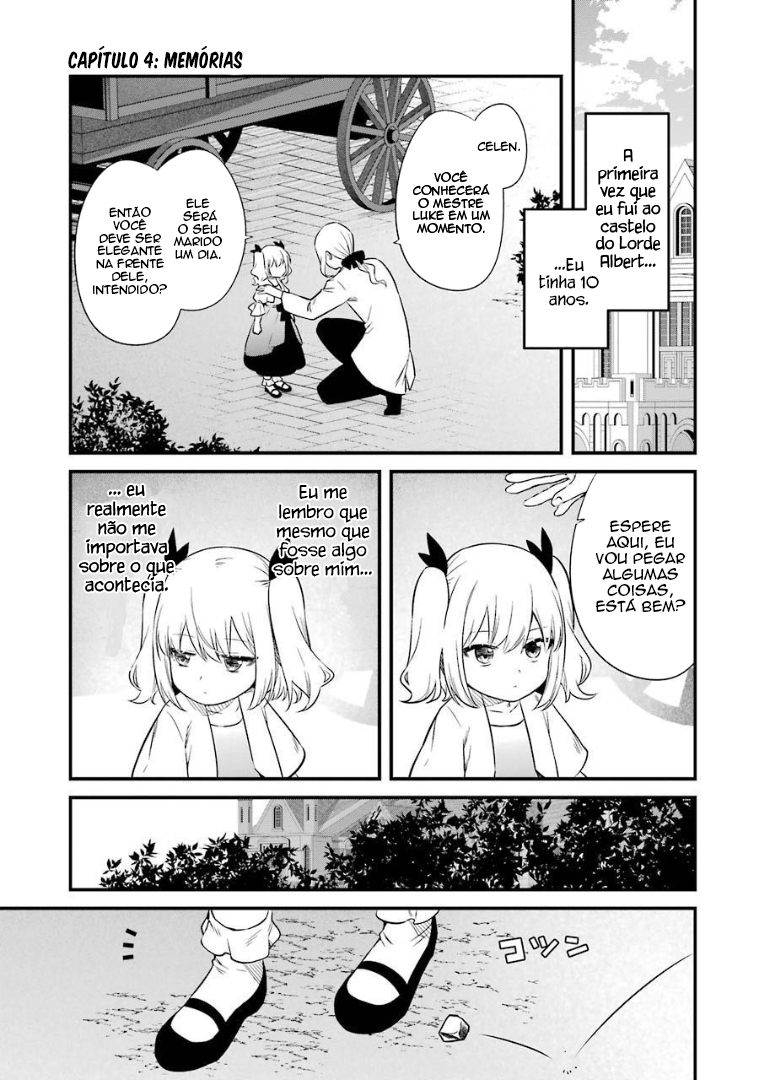 CAPÍTULO 4: MEMÓRIAS
A
primeira
vez que
eu fui ao
castelo
do Lorde
Albert...
...Eu
tinha 10
anos.
CELEN.
VOCÊ
CONHECERÁ
O MESTRE
LUKE EM UM
MOMENTO.
ELE
SERÁ
O SEU
MARIDO
UM DIA.
ENTÃO
VOCÊ
DEVE SER
ELEGANTE
NA FRENTE
DELE,
INTENDIDO?
ESPERE
AQUI, EU
VOU PEGAR
ALGUMAS
COISAS,
ESTÁ BEM?
Eu me
lembro que
mesmo que
fosse algo
sobre mim...
... eu
realmente
não me
importava
sobre o que
acontecia.
コツン